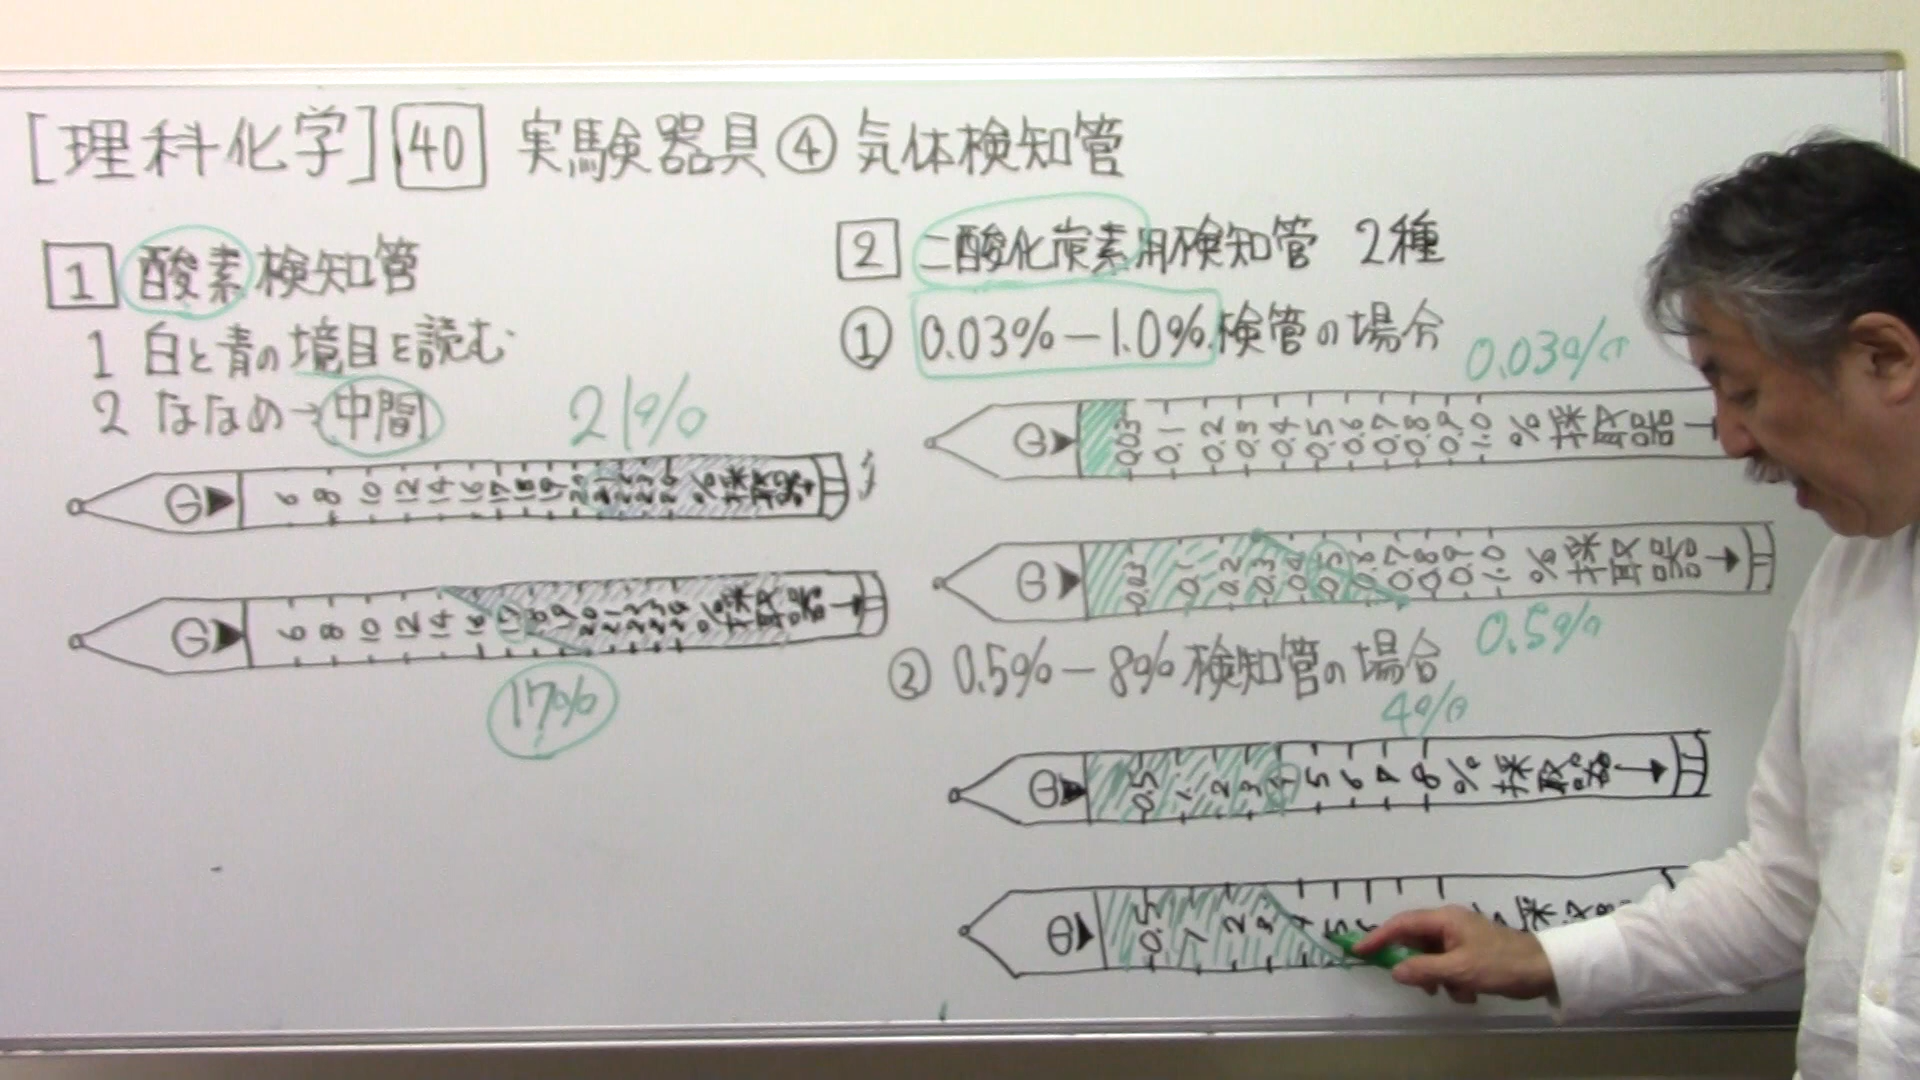 [理科化学] 40 実験器具④気体検知管
1 酸素検知管
1 白と青の境目を読む
2 ななめ→中間
21%
G▶ 6 8 10 12 14 16 17 18 19 20 21 22 23 24 % 採取器→
G▶ 6 8 10 12 14 16 17 18 19 20 21 22 23 24 % 採取器→
17%
2 二酸化炭素用検知管 2種
① 0.03%－1.0%検管の場合
0.03%
G▶ 0.03 0.1 0.2 0.3 0.4 0.5 0.6 0.7 0.8 0.9 1.0 % 採取器→
G▶ 0.03 0.1 0.2 0.3 0.4 0.5 0.6 0.7 0.8 0.9 1.0 % 採取器→
0.5%
② 0.5%－8%検知管の場合
4%
G▶ 0.5 1 2 3 4 5 6 7 8 % 採取器→
G▶ 0.5 1 2 3 4 5 採取